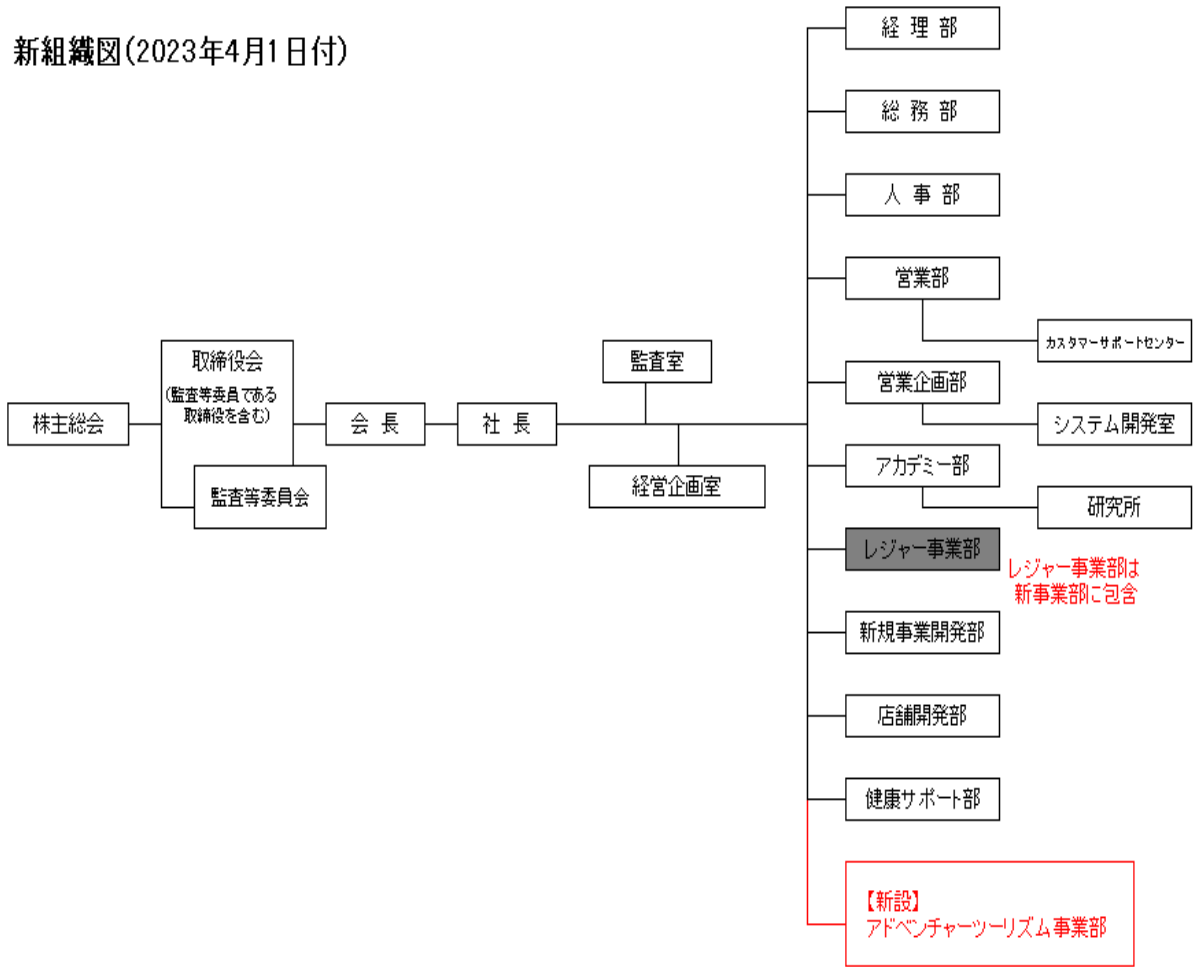 新組織図(2023年4月1日付)
経 理 部
総 務 部
人 事 部
営業部
カスタマーサポートセンター
営業企画部
システム開発室
アカデミー部
研究所
レジャー事業部
レジャー事業部は
新事業部に包含
新規事業開発部
店舗開発部
健康サポート部
【新設】
アドベンチャーツーリズム事業部
株主総会
取締役会
(監査等委員である
取締役を含む)
監査等委員会
会 長
社 長
監査室
経営企画室